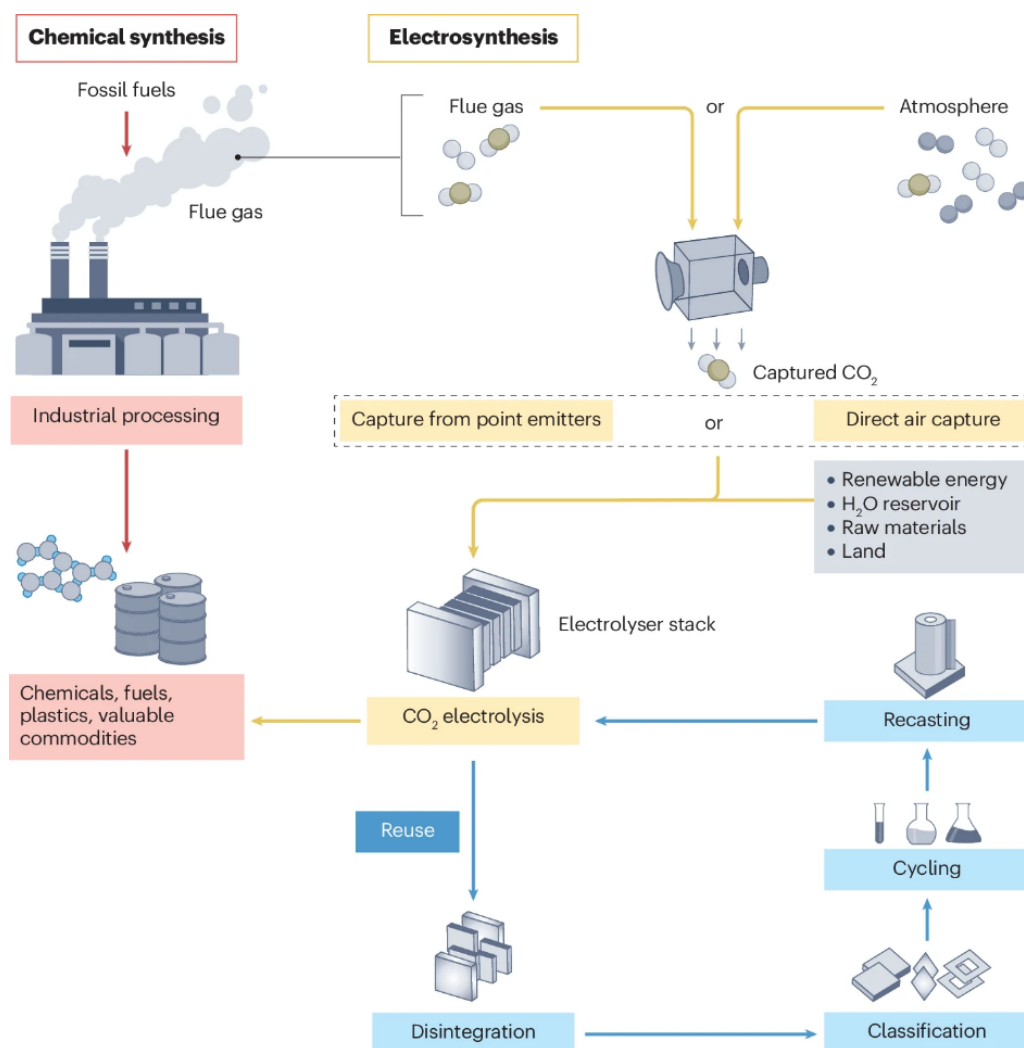 Chemical synthesis
Electrosynthesis
Fossil fuels
Flue gas
Flue gas
or
Atmosphere
Captured CO₂
Industrial processing
Capture from point emitters
or
Direct air capture
• Renewable energy
• H₂O reservoir
• Raw materials
• Land
Electrolyser stack
Chemicals, fuels,
plastics, valuable
commodities
CO₂ electrolysis
Recasting
Reuse
Cycling
Disintegration
Classification